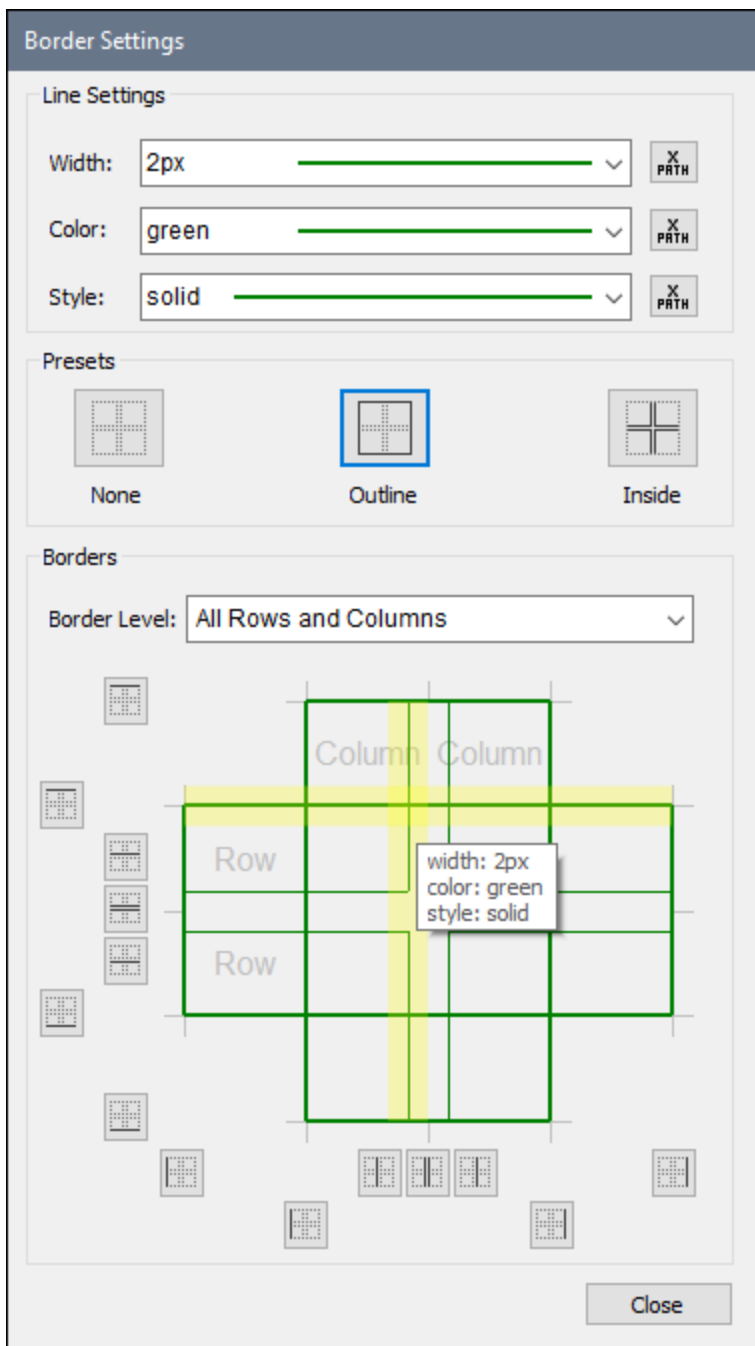 Border Settings
Line Settings
Width: 2px X PATH
Color: green X PATH
Style: solid X PATH
Presets
None Outline Inside
Borders
Border Level: All Rows and Columns
Column Column
Row
width: 2px
color: green
style: solid
Row
Close